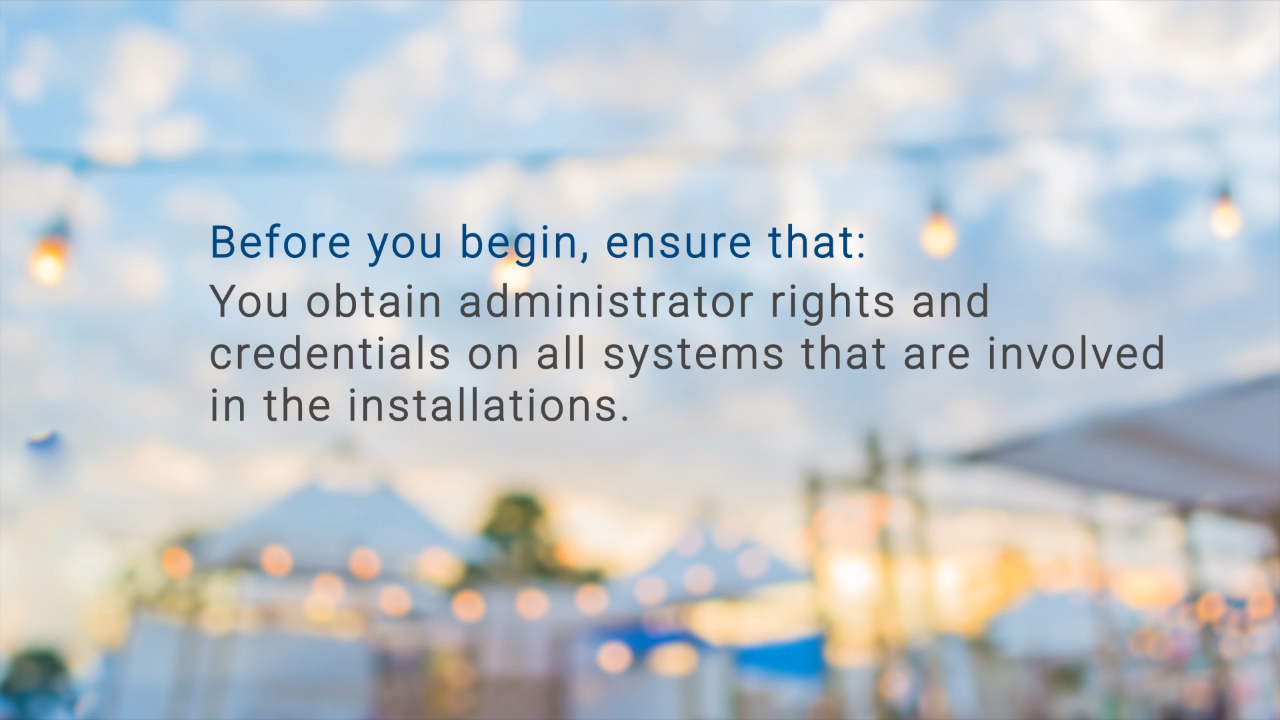 Before you begin, ensure that:
You obtain administrator rights and
credentials on all systems that are involved
in the installations.